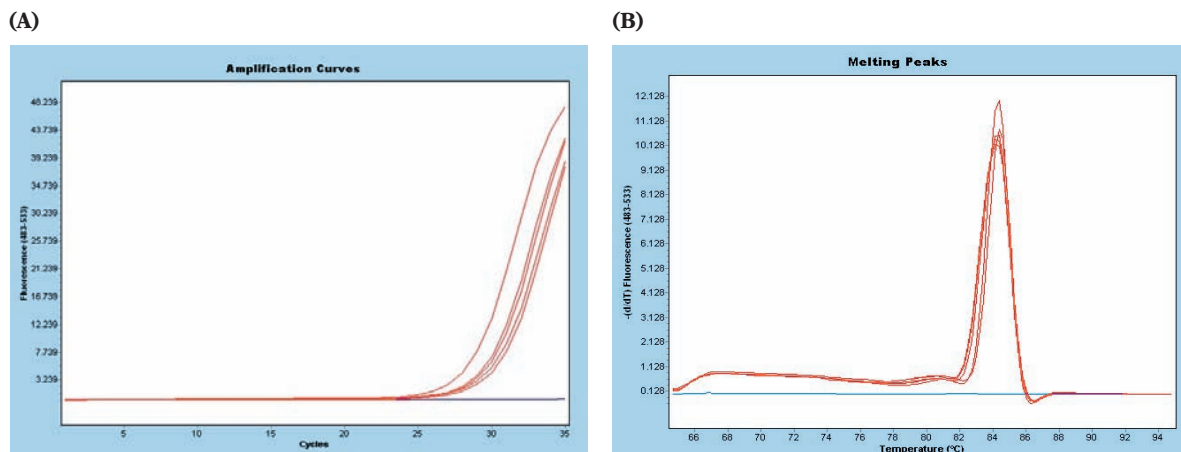 (A)
Amplification Curves
Fluorescence (483-533)
48.239
43.739
39.239
34.739
30.239
25.739
21.239
16.739
12.239
7.739
3.239
5 10 15 20 25 30 35
Cycles
(B)
Melting Peaks
-(d/dT) Fluorescence (483-533)
12.128
11.128
10.128
9.128
8.128
7.128
6.128
5.128
4.128
3.128
2.128
1.128
0.128
66 68 70 72 74 76 78 80 82 84 86 88 90 92 94
Temperature (°C)